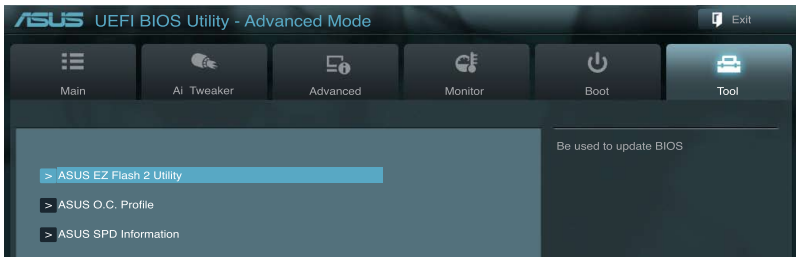 ASUS UEFI BIOS Utility - Advanced Mode
Exit
Main
Ai Tweaker
Advanced
Monitor
Boot
Tool
> ASUS EZ Flash 2 Utility
> ASUS O.C. Profile
> ASUS SPD Information
Be used to update BIOS